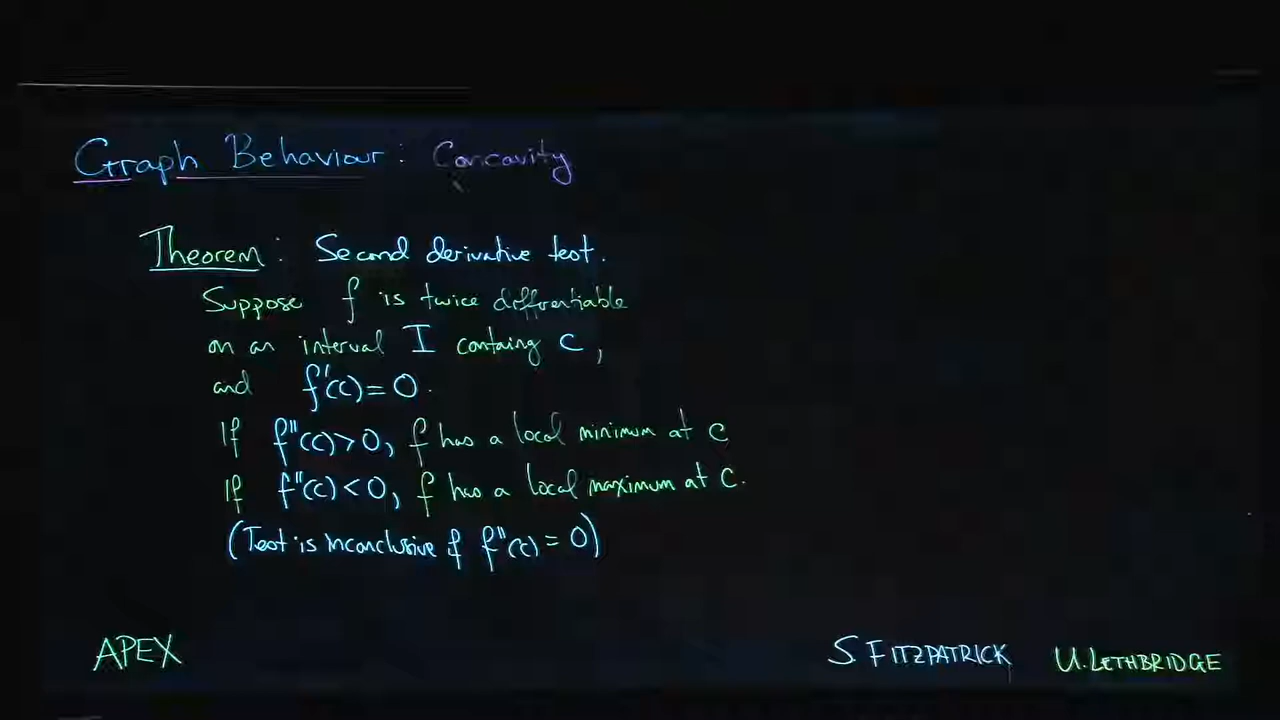 Graph Behaviour: Concavity
Theorem: Second derivative test.
Suppose f is twice differentiable
on an interval I containg c,
and f'(c)=0.
If f"(c)>0, f has a local minimum at c
If f"(c)<0, f has a local maximum at c.
(Test is inconclusive if f"(c)=0)
APEX
S FITZPATRICK U. LETHBRIDGE